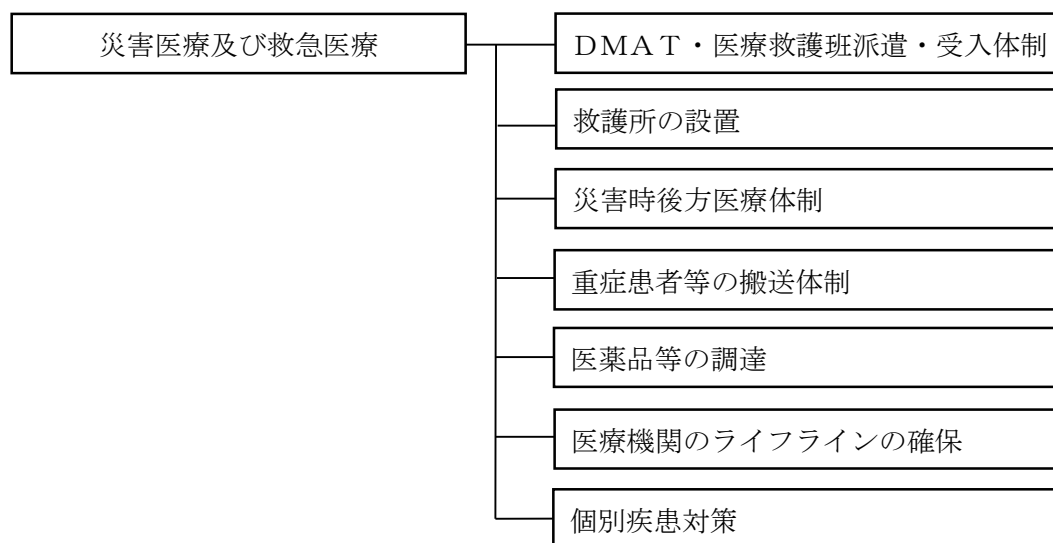 災害医療及び救急医療
ＤＭＡＴ・医療救護班派遣・受入体制
救護所の設置
災害時後方医療体制
重症患者等の搬送体制
医薬品等の調達
医療機関のライフラインの確保
個別疾患対策